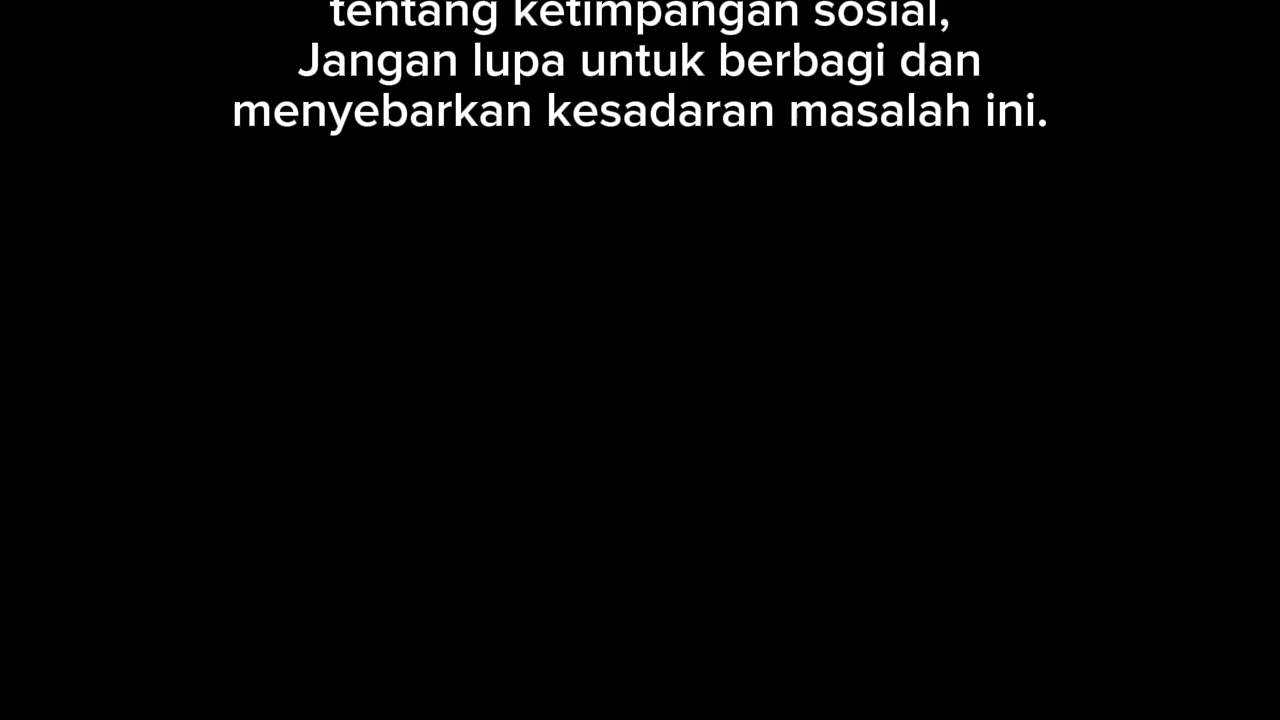 tentang ketimpangan sosial,
Jangan lupa untuk berbagi dan
menyebarkan kesadaran masalah ini.